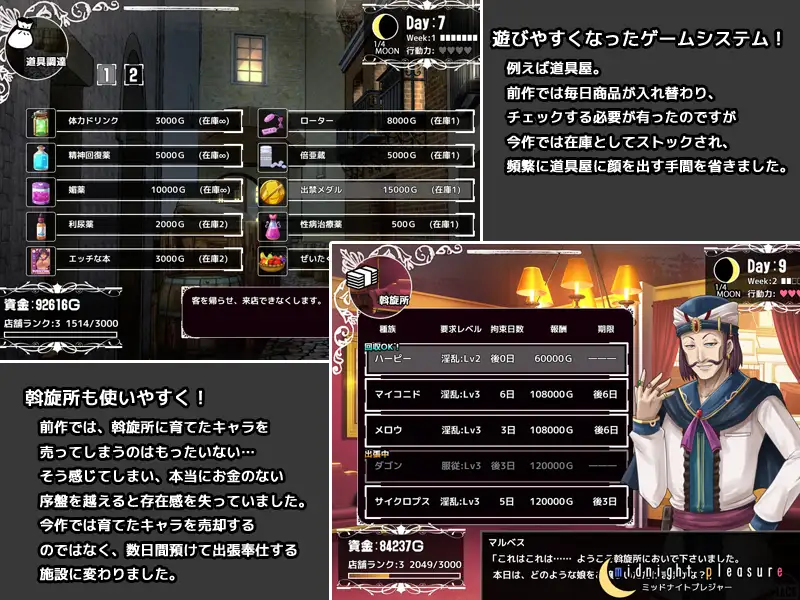 道具調達
1 2
1/4
MOON
Day:7
Week:1
行動力:
体力ドリンク 3000G (在庫∞)
ローター 8000G (在庫1)
精神回復薬 5000G (在庫∞)
倍亜蔵 5000G (在庫1)
媚薬 10000G (在庫∞)
出禁メダル 15000G (在庫1)
利尿薬 2000G (在庫2)
性病治療薬 500G (在庫1)
エッチな本 3000G (在庫2)
ぜいた
資金:92616G
店舗ランク:3 1514/3000
客を帰らせ、来店できなくします。
遊びやすくなったゲームシステム！
例えば道具屋。
前作では毎日商品が入れ替わり、
チェックする必要が有ったのですが
今作では在庫としてストックされ、
頻繁に道具屋に顔を出す手間を省きました。
斡旋所も使いやすく！
前作では、斡旋所に育てたキャラを
売ってしまうのはもったいない…
そう感じてしまい、本当にお金のない
序盤を越えると存在感を失っていました。
今作では育てたキャラを売却する
のではなく、数日間預けて出張奉仕する
施設に変わりました。
斡旋所
1/4
MOON
Day:9
Week:2
行動力:
種族 要求レベル 拘束日数 報酬 期限
回収OK！
ハーピー 淫乱:Lv2 後0日 60000G ―――
マイコニド 淫乱:Lv3 6日 108000G 後6日
メロウ 淫乱:Lv3 3日 108000G 後6日
出張中
ダゴン 服従:Lv3 後3日 120000G ―――
サイクロプス 淫乱:Lv3 5日 120000G 後3日
資金:84237G
店舗ランク:3 2049/3000
マルベス
「これはこれは…… ようこそ斡旋所においで下さいました。
本日は、どのような娘をご
midnight pleasure
ミッドナイトプレジャー